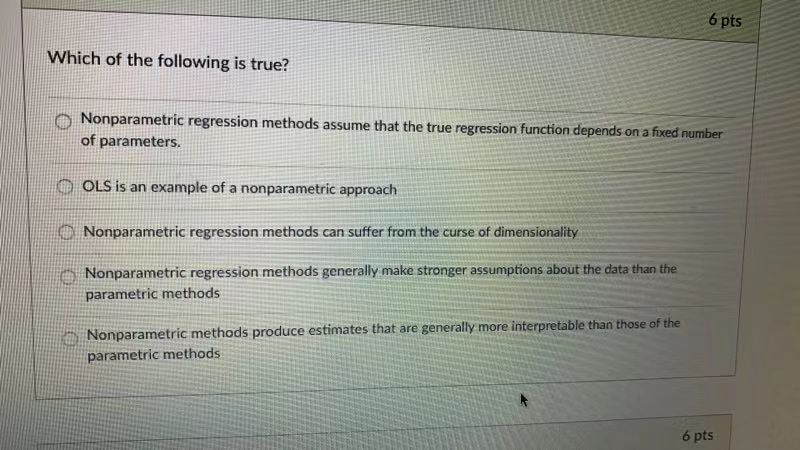 6 pts
Which of the following is true?
Nonparametric regression methods assume that the true regression function depends on a fixed number
of parameters.
OLS is an example of a nonparametric approach
Nonparametric regression methods can suffer from the curse of dimensionality
Nonparametric regression methods generally make stronger assumptions about the data than the
parametric methods
Nonparametric methods produce estimates that are generally more interpretable than those of the
parametric methods
6 pts